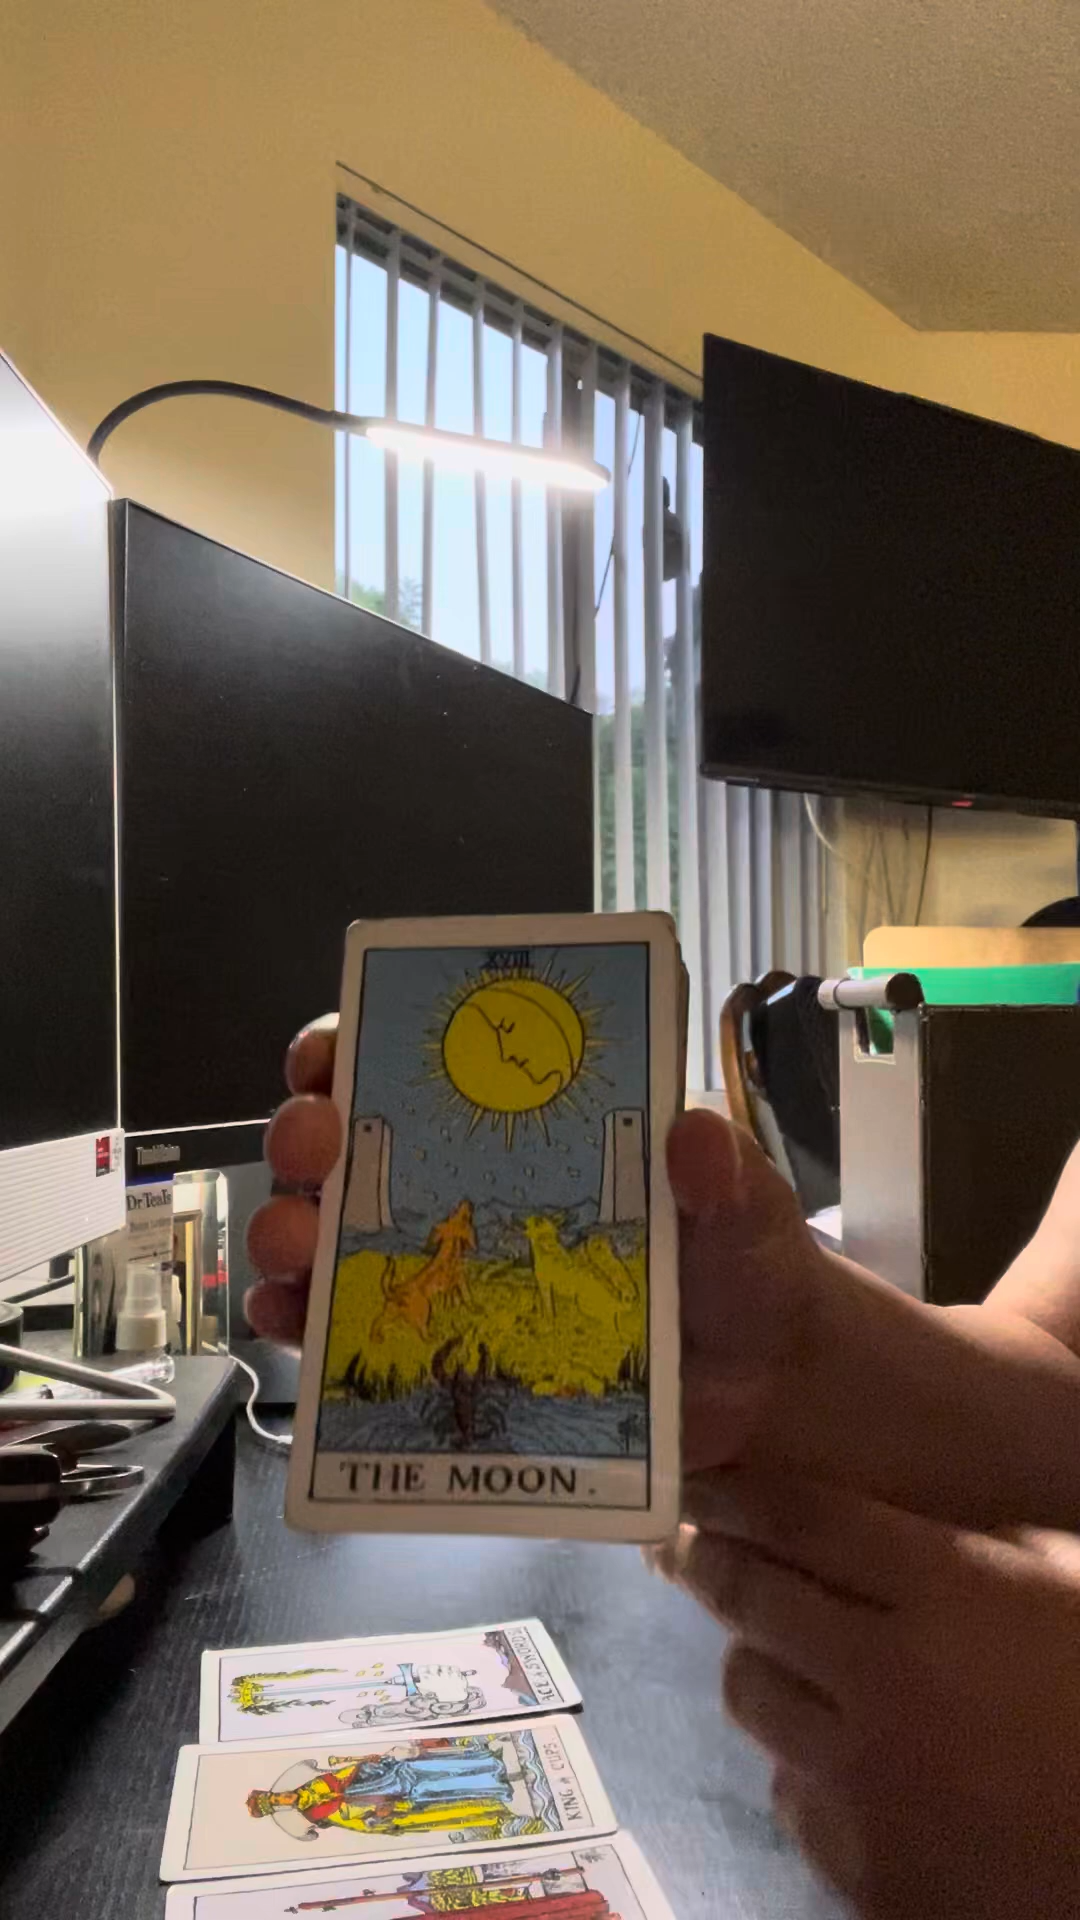 XVIII
THE MOON.
ThinkVision
Dr Teal's
ACE of SWORDS.
KING of CUPS.